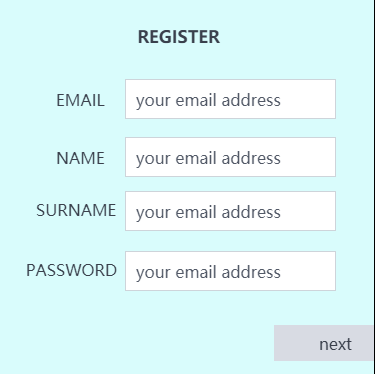 REGISTER
EMAIL your email address
NAME your email address
SURNAME your email address
PASSWORD your email address
next